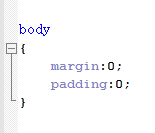 body
{
margin:0;
padding:0;
}